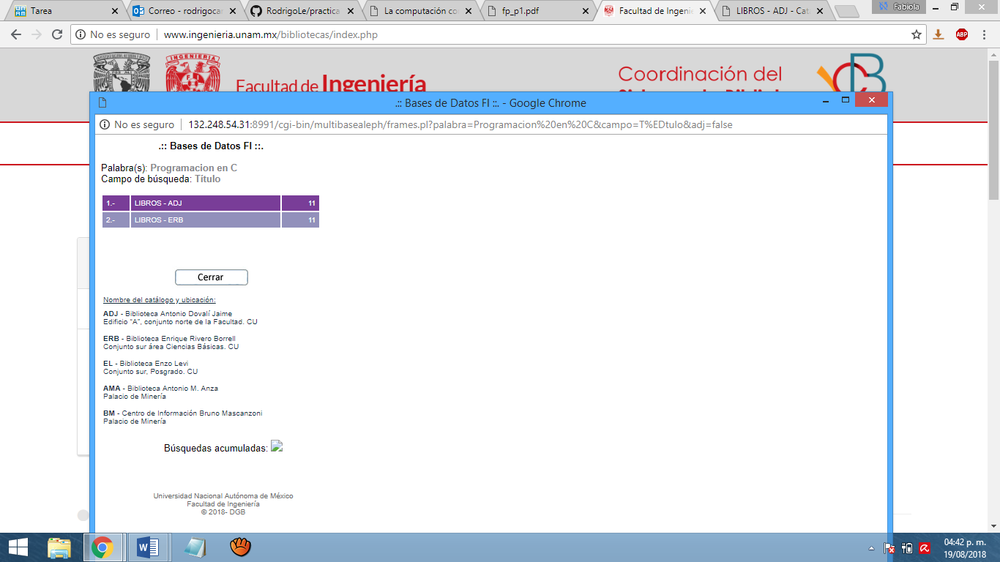 Tarea
Correo - rodrigocar
RodrigoLe/practica
La computación co
fp_p1.pdf
Facultad de Ingenie
LIBROS - ADJ - Cat
Fabiola
No es seguro
www.ingenieria.unam.mx/bibliotecas/index.php
ABP
INGENIERIA
Facultad de Ingeniería
Coordinación del
.:: Bases de Datos FI ::. - Google Chrome
No es seguro
132.248.54.31:8991/cgi-bin/multibasealeph/frames.pl?palabra=Programacion%20en%20C&campo=T%EDtulo&adj=false
.:: Bases de Datos FI ::.
Palabra(s): Programacion en C
Campo de búsqueda: Título
1.- LIBROS - ADJ 11
2.- LIBROS - ERB 11
Cerrar
Nombre del catálogo y ubicación:
ADJ - Biblioteca Antonio Dovalí Jaime
Edificio “A”, conjunto norte de la Facultad. CU
ERB - Biblioteca Enrique Rivero Borrell
Conjunto sur área Ciencias Básicas. CU
EL - Biblioteca Enzo Levi
Conjunto sur, Posgrado. CU
AMA - Biblioteca Antonio M. Anza
Palacio de Minería
BM - Centro de Información Bruno Mascanzoni
Palacio de Minería
Búsquedas acumuladas:
Universidad Nacional Autónoma de México
Facultad de Ingeniería
© 2018- DGB
04:42 p. m.
19/08/2018